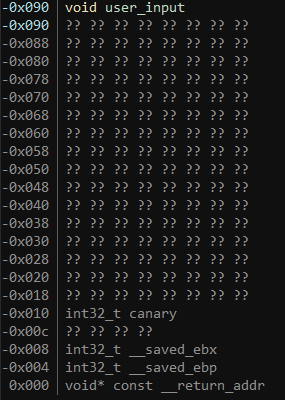 -0x090 void user_input
-0x090 ?? ?? ?? ?? ?? ?? ?? ??
-0x088 ?? ?? ?? ?? ?? ?? ?? ??
-0x080 ?? ?? ?? ?? ?? ?? ?? ??
-0x078 ?? ?? ?? ?? ?? ?? ?? ??
-0x070 ?? ?? ?? ?? ?? ?? ?? ??
-0x068 ?? ?? ?? ?? ?? ?? ?? ??
-0x060 ?? ?? ?? ?? ?? ?? ?? ??
-0x058 ?? ?? ?? ?? ?? ?? ?? ??
-0x050 ?? ?? ?? ?? ?? ?? ?? ??
-0x048 ?? ?? ?? ?? ?? ?? ?? ??
-0x040 ?? ?? ?? ?? ?? ?? ?? ??
-0x038 ?? ?? ?? ?? ?? ?? ?? ??
-0x030 ?? ?? ?? ?? ?? ?? ?? ??
-0x028 ?? ?? ?? ?? ?? ?? ?? ??
-0x020 ?? ?? ?? ?? ?? ?? ?? ??
-0x018 ?? ?? ?? ?? ?? ?? ?? ??
-0x010 int32_t canary
-0x00c ?? ?? ?? ??
-0x008 int32_t __saved_ebx
-0x004 int32_t __saved_ebp
0x000 void* const __return_addr